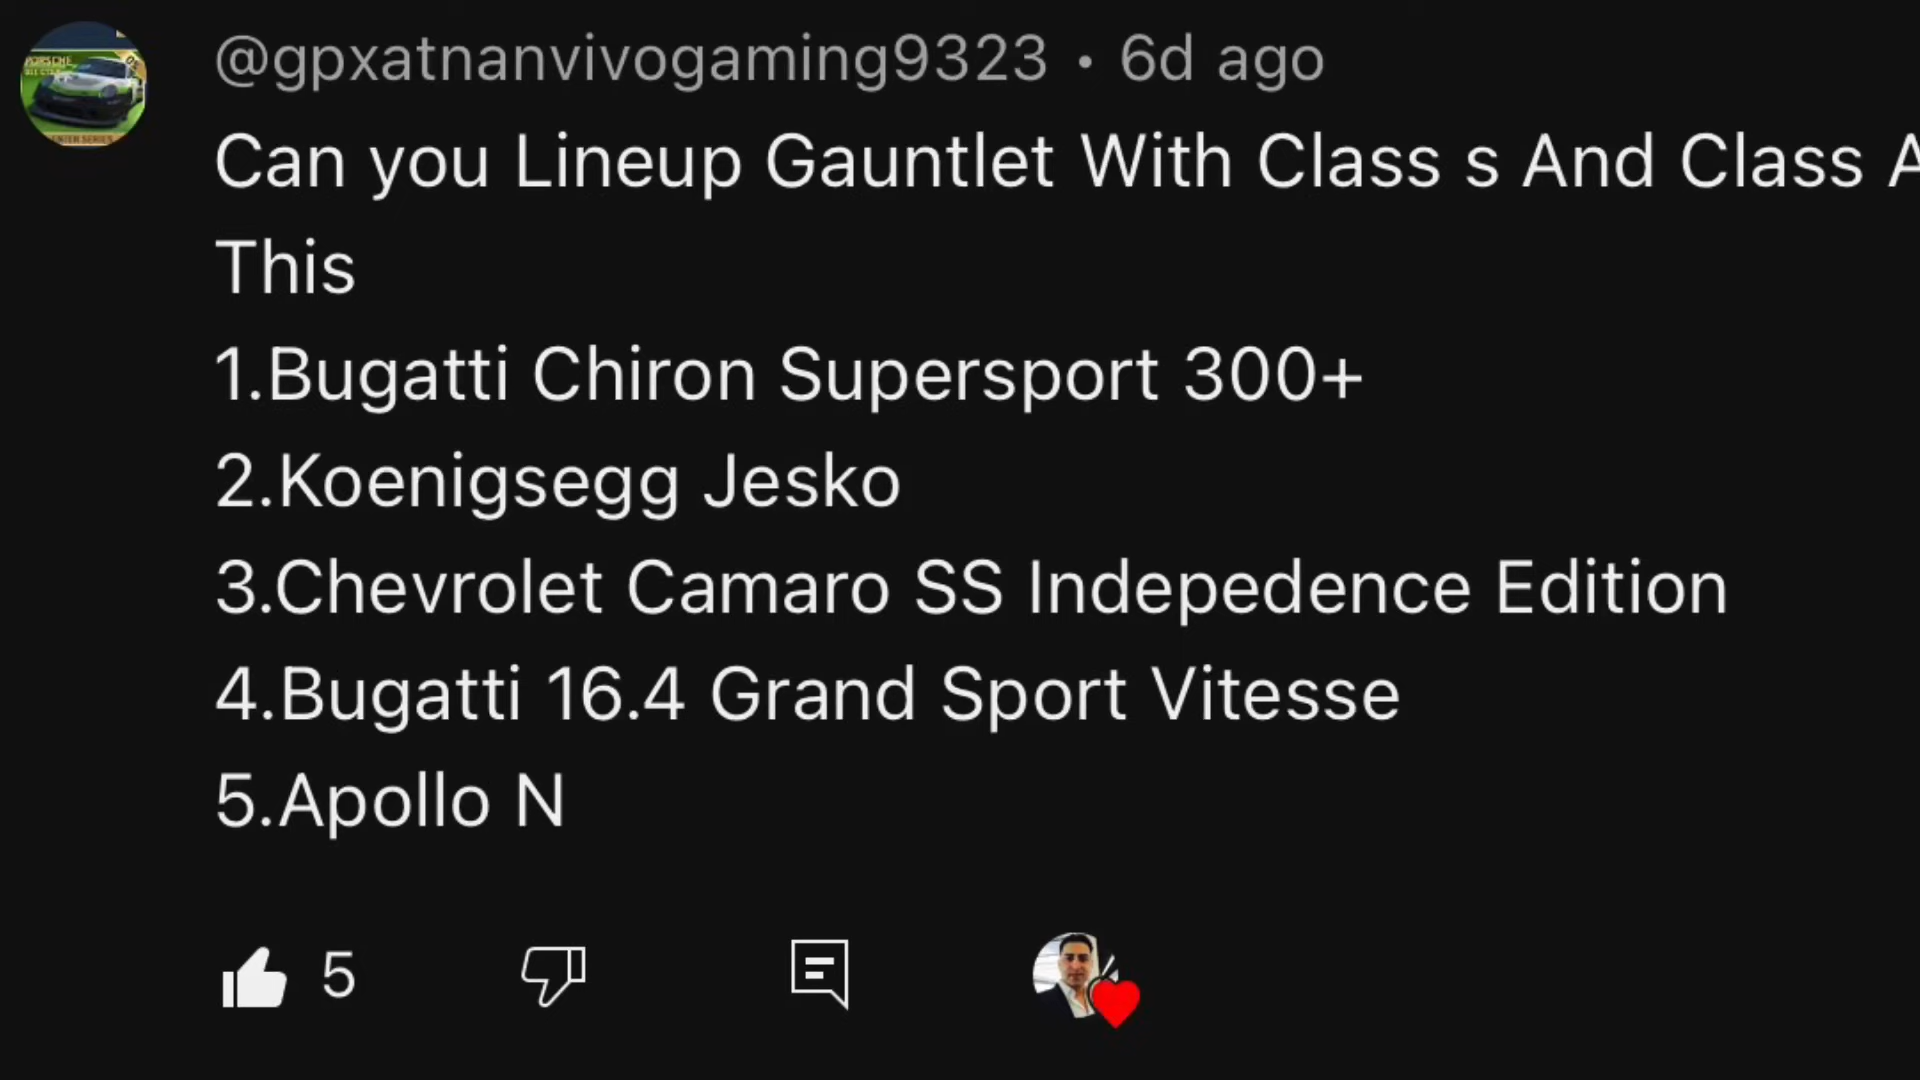 @gpxatnanvivogaming9323 • 6d ago
Can you Lineup Gauntlet With Class s And Class A
This
1.Bugatti Chiron Supersport 300+
2.Koenigsegg Jesko
3.Chevrolet Camaro SS Indepedence Edition
4.Bugatti 16.4 Grand Sport Vitesse
5.Apollo N
5